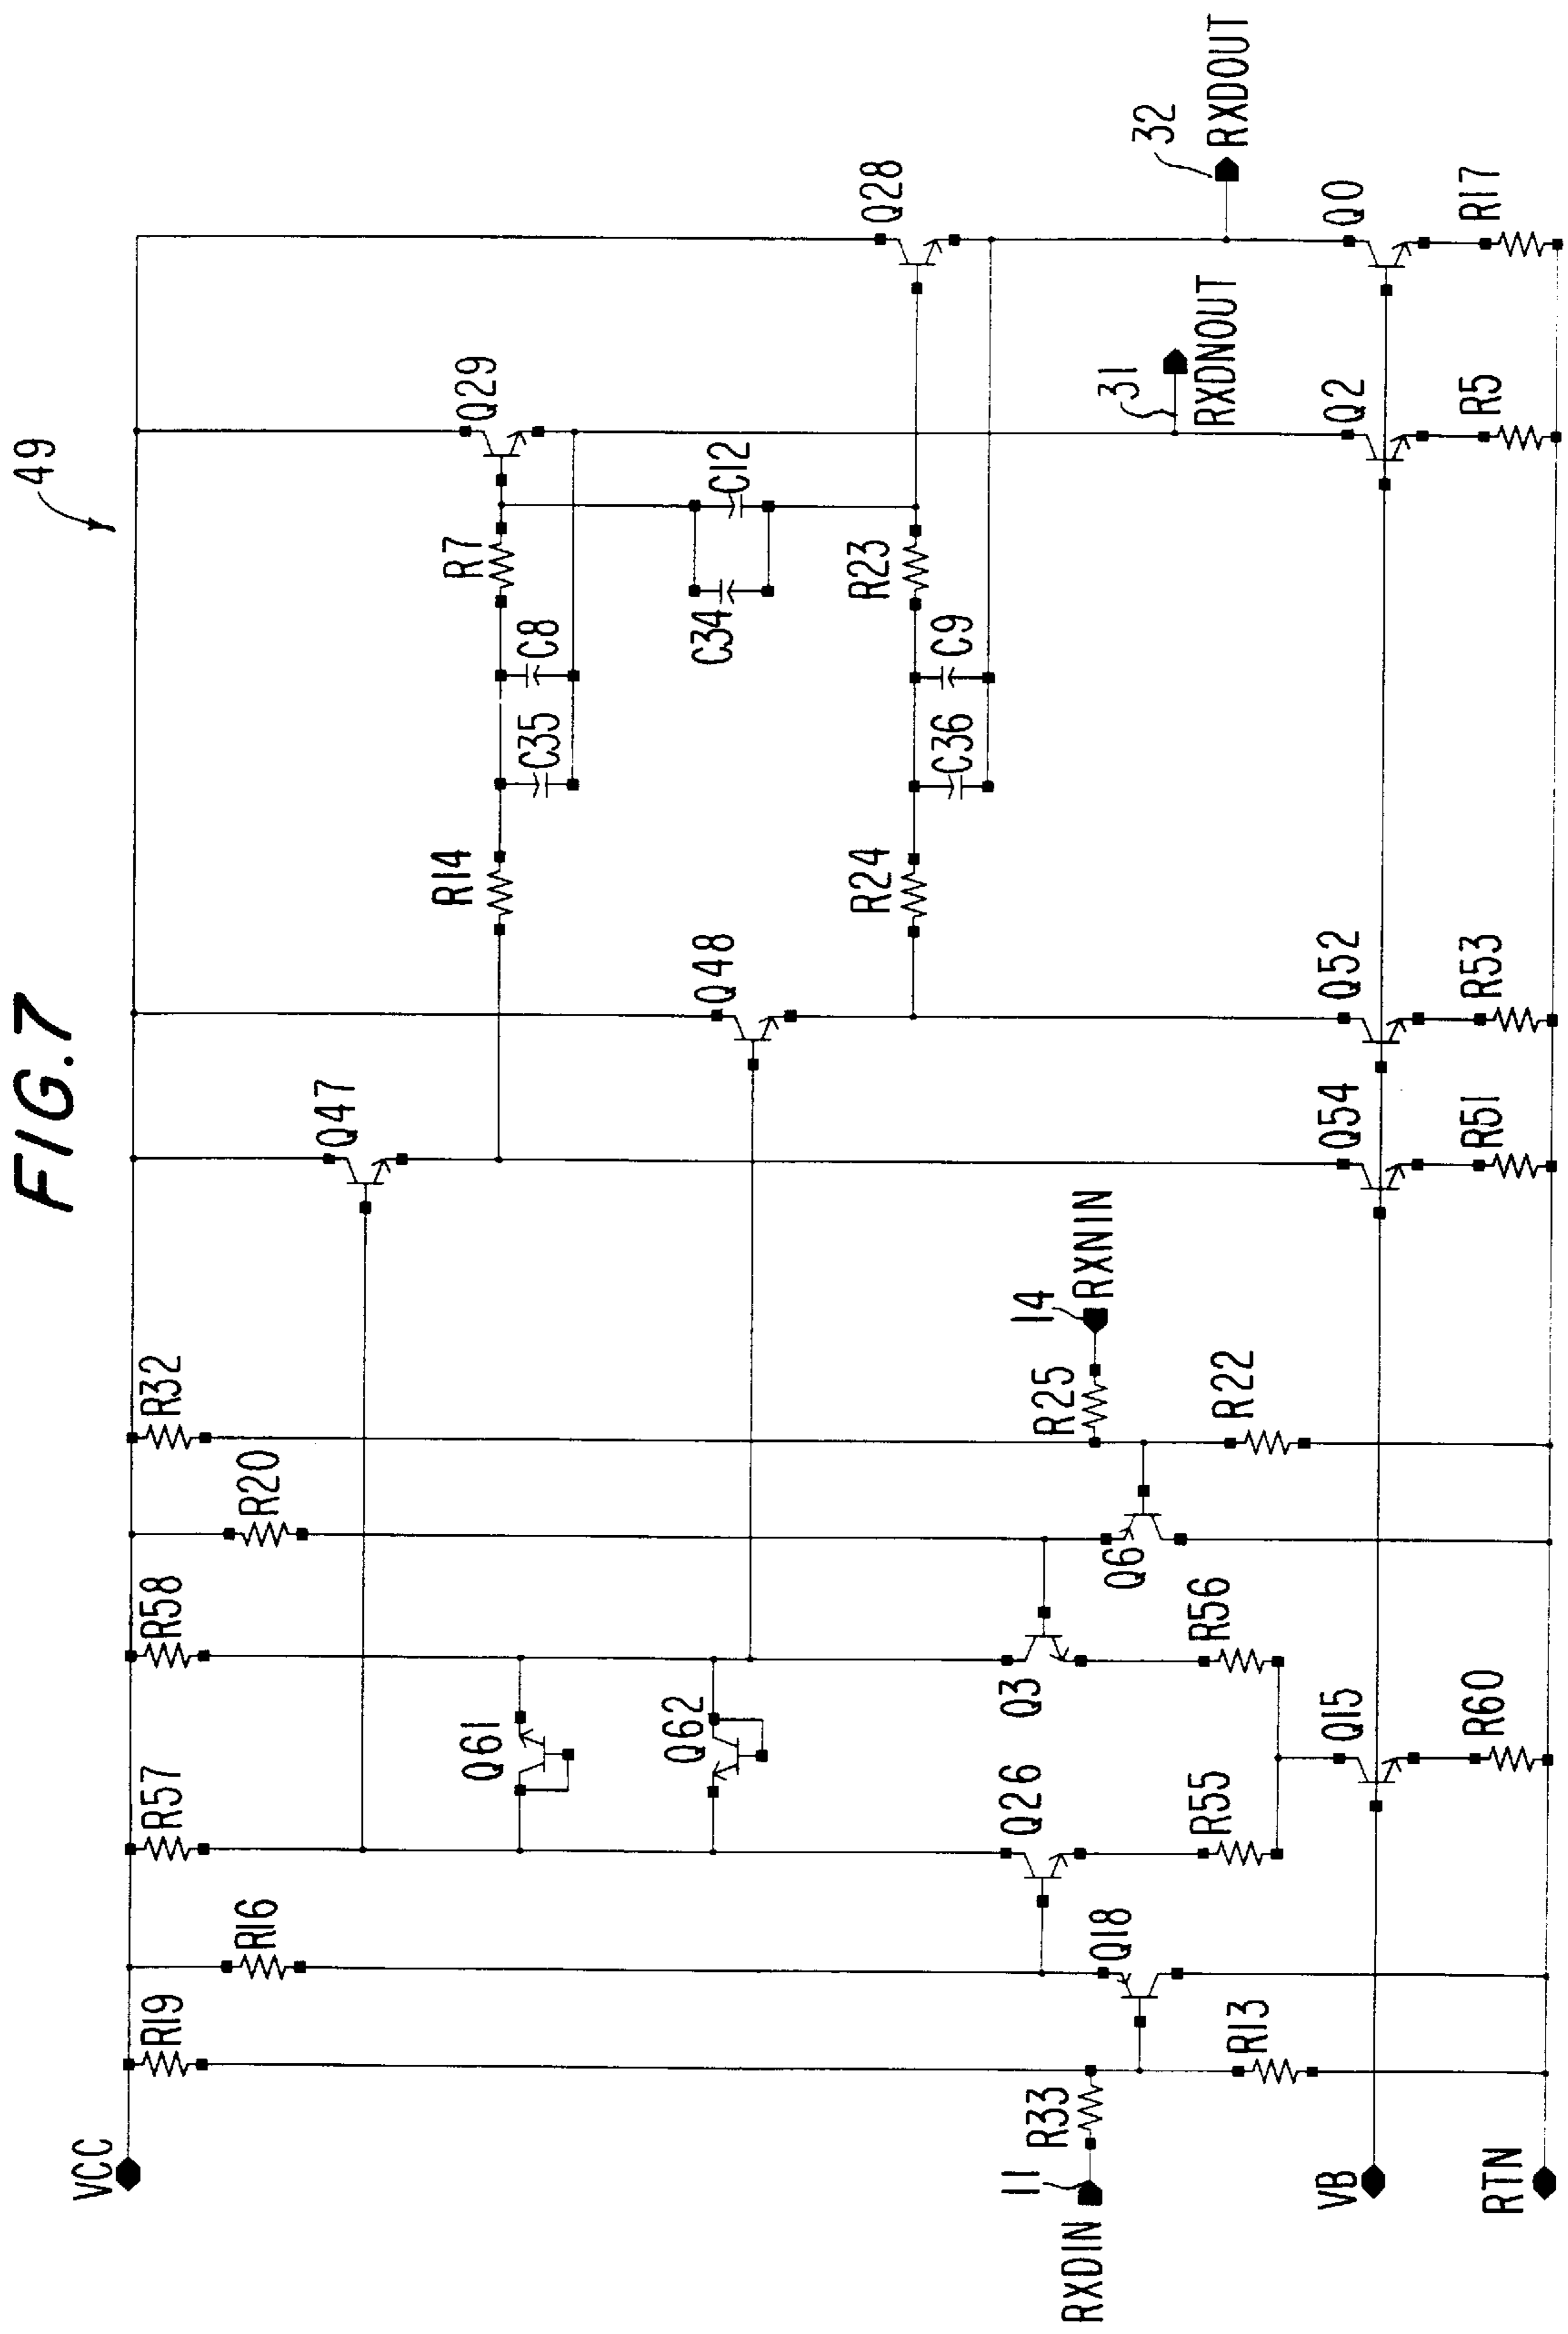 FIG.7
49
VCC
R19
R16
R57
R58
R20
R32
Q47
Q48
Q29
Q28
Q61
Q62
R14
C35
C8
R7
C34
C12
R24
C36
C9
R23
RXDIN
11
R33
Q18
Q26
Q3
Q6
R25
14
RXNIN
R13
R55
R56
R22
31
RXDNOUT
32
RXDOUT
VB
Q15
Q54
Q52
Q2
Q0
RTN
R60
R51
R53
R5
R17